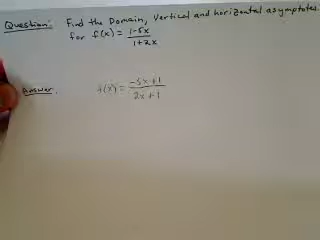 Question: Find the Domain, Vertical and horizontal asymptotes
for f(x) = 1-5x / 1+2x
Answer. f(x) = -5x+1 / 2x+1